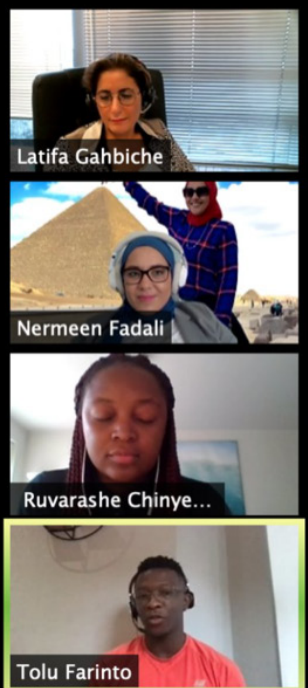 Latifa Gahbiche
Nermeen Fadali
Ruvarashe Chinye...
Tolu Farinto